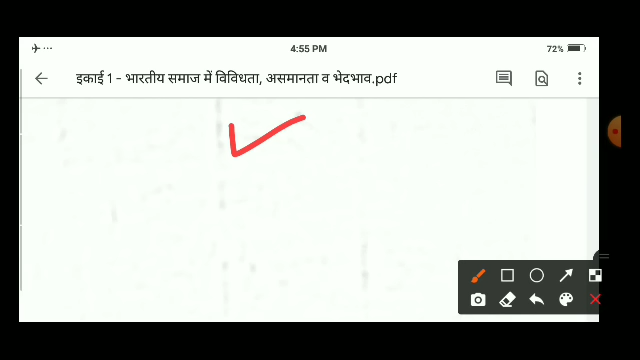 4:55 PM
72%
इकाई 1 - भारतीय समाज में विविधता, असमानता व भेदभाव.pdf